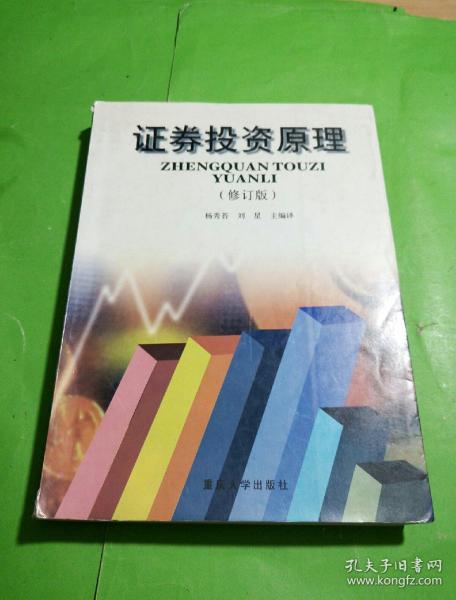 证券投资原理
ZHENGQUAN TOUZI
YUANLI
(修订版)
杨秀苔 刘星 主编译
重庆大学出版社
孔夫子旧书网
www.kongfz.com